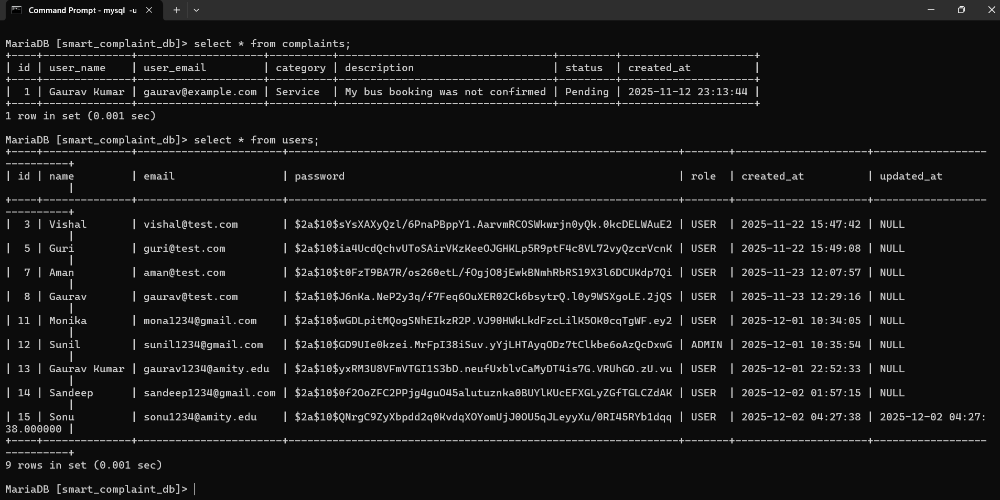 Command Prompt - mysql -u
MariaDB [smart_complaint_db]> select * from complaints;
+----+--------------+--------------------+----------+----------------------------------+---------+---------------------+
| id | user_name    | user_email         | category | description                      | status  | created_at          |
+----+--------------+--------------------+----------+----------------------------------+---------+---------------------+
|  1 | Gaurav Kumar | gaurav@example.com | Service  | My bus booking was not confirmed | Pending | 2025-11-12 23:13:44 |
+----+--------------+--------------------+----------+----------------------------------+---------+---------------------+
1 row in set (0.001 sec)
MariaDB [smart_complaint_db]> select * from users;
+----+--------------+-----------------------+--------------------------------------------------------------+-------+---------------------+------------------
----------+
| id | name         | email                 | password                                                     | role  | created_at          | updated_at
          |
+----+--------------+-----------------------+--------------------------------------------------------------+-------+---------------------+------------------
----------+
|  3 | Vishal       | vishal@test.com       | $2a$10$sYsXAXyQzl/6PnaPBppY1.AarvmRCOSWkwrjn0yQk.0kcDELWAuE2 | USER  | 2025-11-22 15:47:42 | NULL
          |
|  5 | Guri         | guri@test.com         | $2a$10$ia4UcdQchvUToSAirVKzKeeOJGHKLp5R9ptF4c8VL72vyQzcrVcnK | USER  | 2025-11-22 15:49:08 | NULL
          |
|  7 | Aman         | aman@test.com         | $2a$10$t0FzT9BA7R/os260etL/fOgjO8jEwkBNmhRbRS19X3l6DCUKdp7Qi | USER  | 2025-11-23 12:07:57 | NULL
          |
|  8 | Gaurav       | gaurav@test.com       | $2a$10$J6nKa.NeP2y3q/f7Feq6OuXER02Ck6bsytrQ.l0y9WSXgoLE.2jQS | USER  | 2025-11-23 12:29:16 | NULL
          |
| 11 | Monika       | mona1234@gmail.com    | $2a$10$wGDLpitMQogSNhEIkzR2P.VJ90HWkLkdFzcLilK5OK0cqTgWF.ey2 | USER  | 2025-12-01 10:34:05 | NULL
          |
| 12 | Sunil        | sunil1234@gmail.com   | $2a$10$GD9UIe0kzei.MrFpI38iSuv.yYjLHTAyqODz7tClkbe6oAzQcDxwG | ADMIN | 2025-12-01 10:35:54 | NULL
          |
| 13 | Gaurav Kumar | gaurav1234@amity.edu  | $2a$10$yxRM3U8VFmVTGI1S3bD.neufUxblvCaMyDT4is7G.VRUhGO.zU.vu | USER  | 2025-12-01 22:52:33 | NULL
          |
| 14 | Sandeep      | sandeep1234@gmail.com | $2a$10$0f2OoZFC2PPjg4guO45alutuznka0BUYlKUcEFXGLyZGfTGLCZdAK | USER  | 2025-12-02 01:57:15 | NULL
          |
| 15 | Sonu         | sonu1234@amity.edu    | $2a$10$QNrgC9ZyXbpdd2q0KvdqXOYomUjJ0OU5qJLeyyXu/0RI45RYb1dqq | USER  | 2025-12-02 04:27:38 | 2025-12-02 04:27:
38.000000 |
+----+--------------+-----------------------+--------------------------------------------------------------+-------+---------------------+------------------
----------+
9 rows in set (0.001 sec)
MariaDB [smart_complaint_db]>